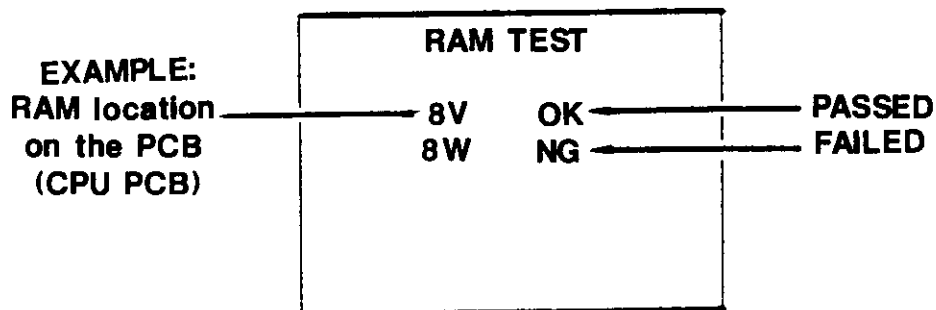 RAM TEST
EXAMPLE:
RAM location
on the PCB
(CPU PCB)
8V OK
8W NG
PASSED
FAILED